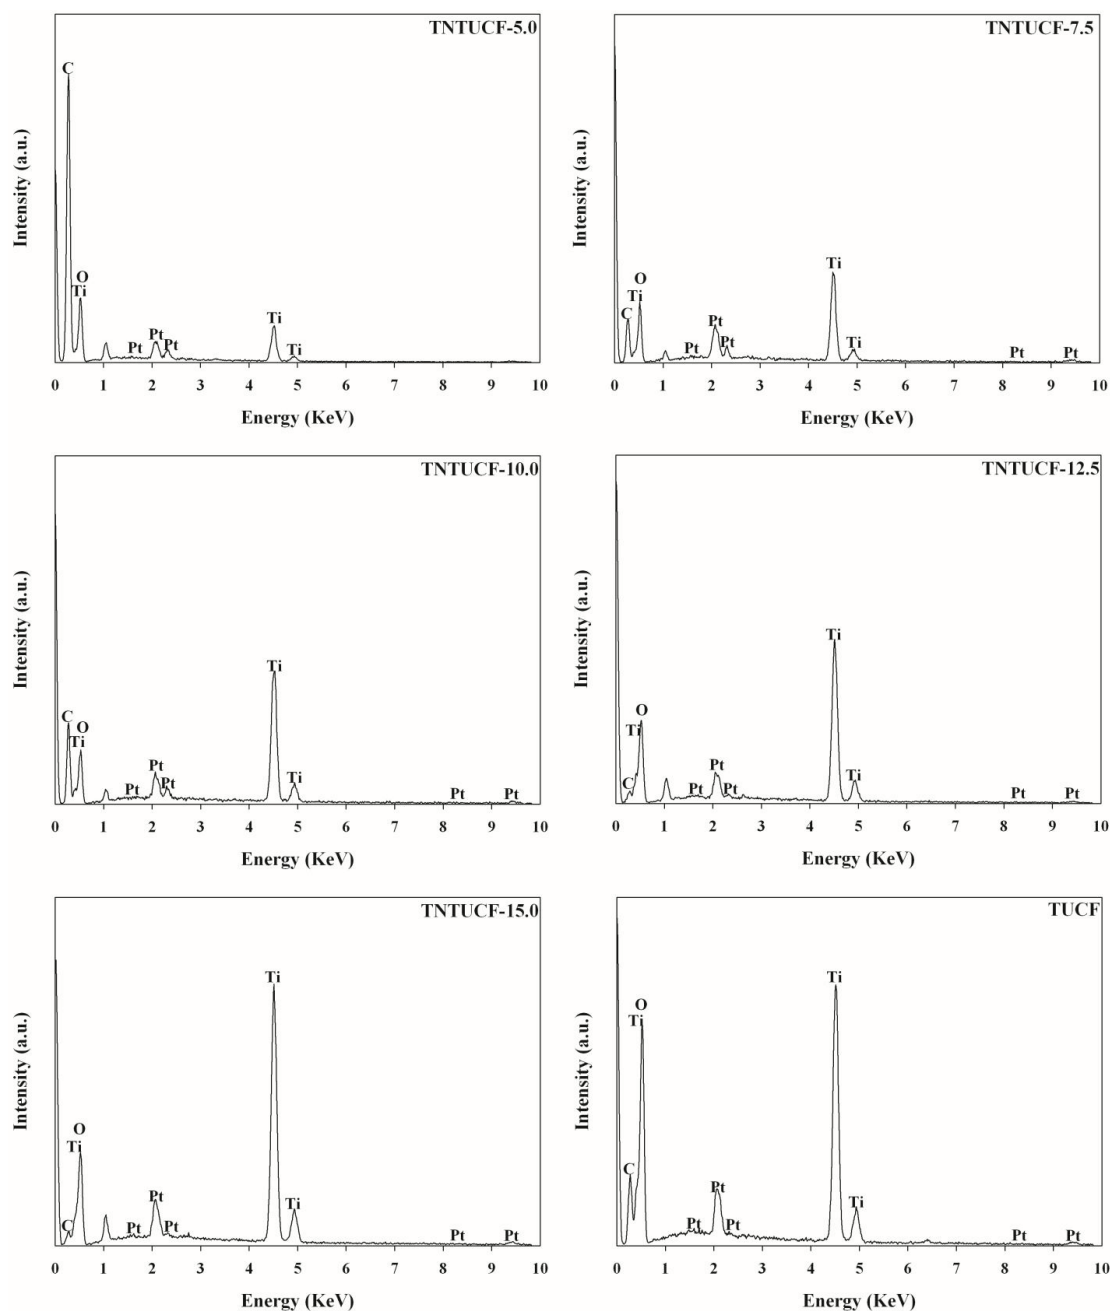 TNTUCF-5.0
C
O
Ti
Pt
Pt
Pt
Ti
Ti
0 1 2 3 4 5 6 7 8 9 10
Energy (KeV)
Intensity (a.u.)
TNTUCF-7.5
C
Ti
O
Pt
Pt
Pt
Ti
Ti
Pt
Pt
0 1 2 3 4 5 6 7 8 9 10
Energy (KeV)
Intensity (a.u.)
TNTUCF-10.0
C
O
Ti
Pt
Pt
Pt
Ti
Ti
Pt
Pt
0 1 2 3 4 5 6 7 8 9 10
Energy (KeV)
Intensity (a.u.)
TNTUCF-12.5
C
O
Ti
Pt
Pt
Pt
Ti
Ti
Pt
Pt
0 1 2 3 4 5 6 7 8 9 10
Energy (KeV)
Intensity (a.u.)
TNTUCF-15.0
C
O
Ti
Pt
Pt
Pt
Ti
Ti
Pt
Pt
0 1 2 3 4 5 6 7 8 9 10
Energy (KeV)
Intensity (a.u.)
TUCF
C
O
Ti
Pt
Pt
Pt
Ti
Ti
Pt
Pt
0 1 2 3 4 5 6 7 8 9 10
Energy (KeV)
Intensity (a.u.)